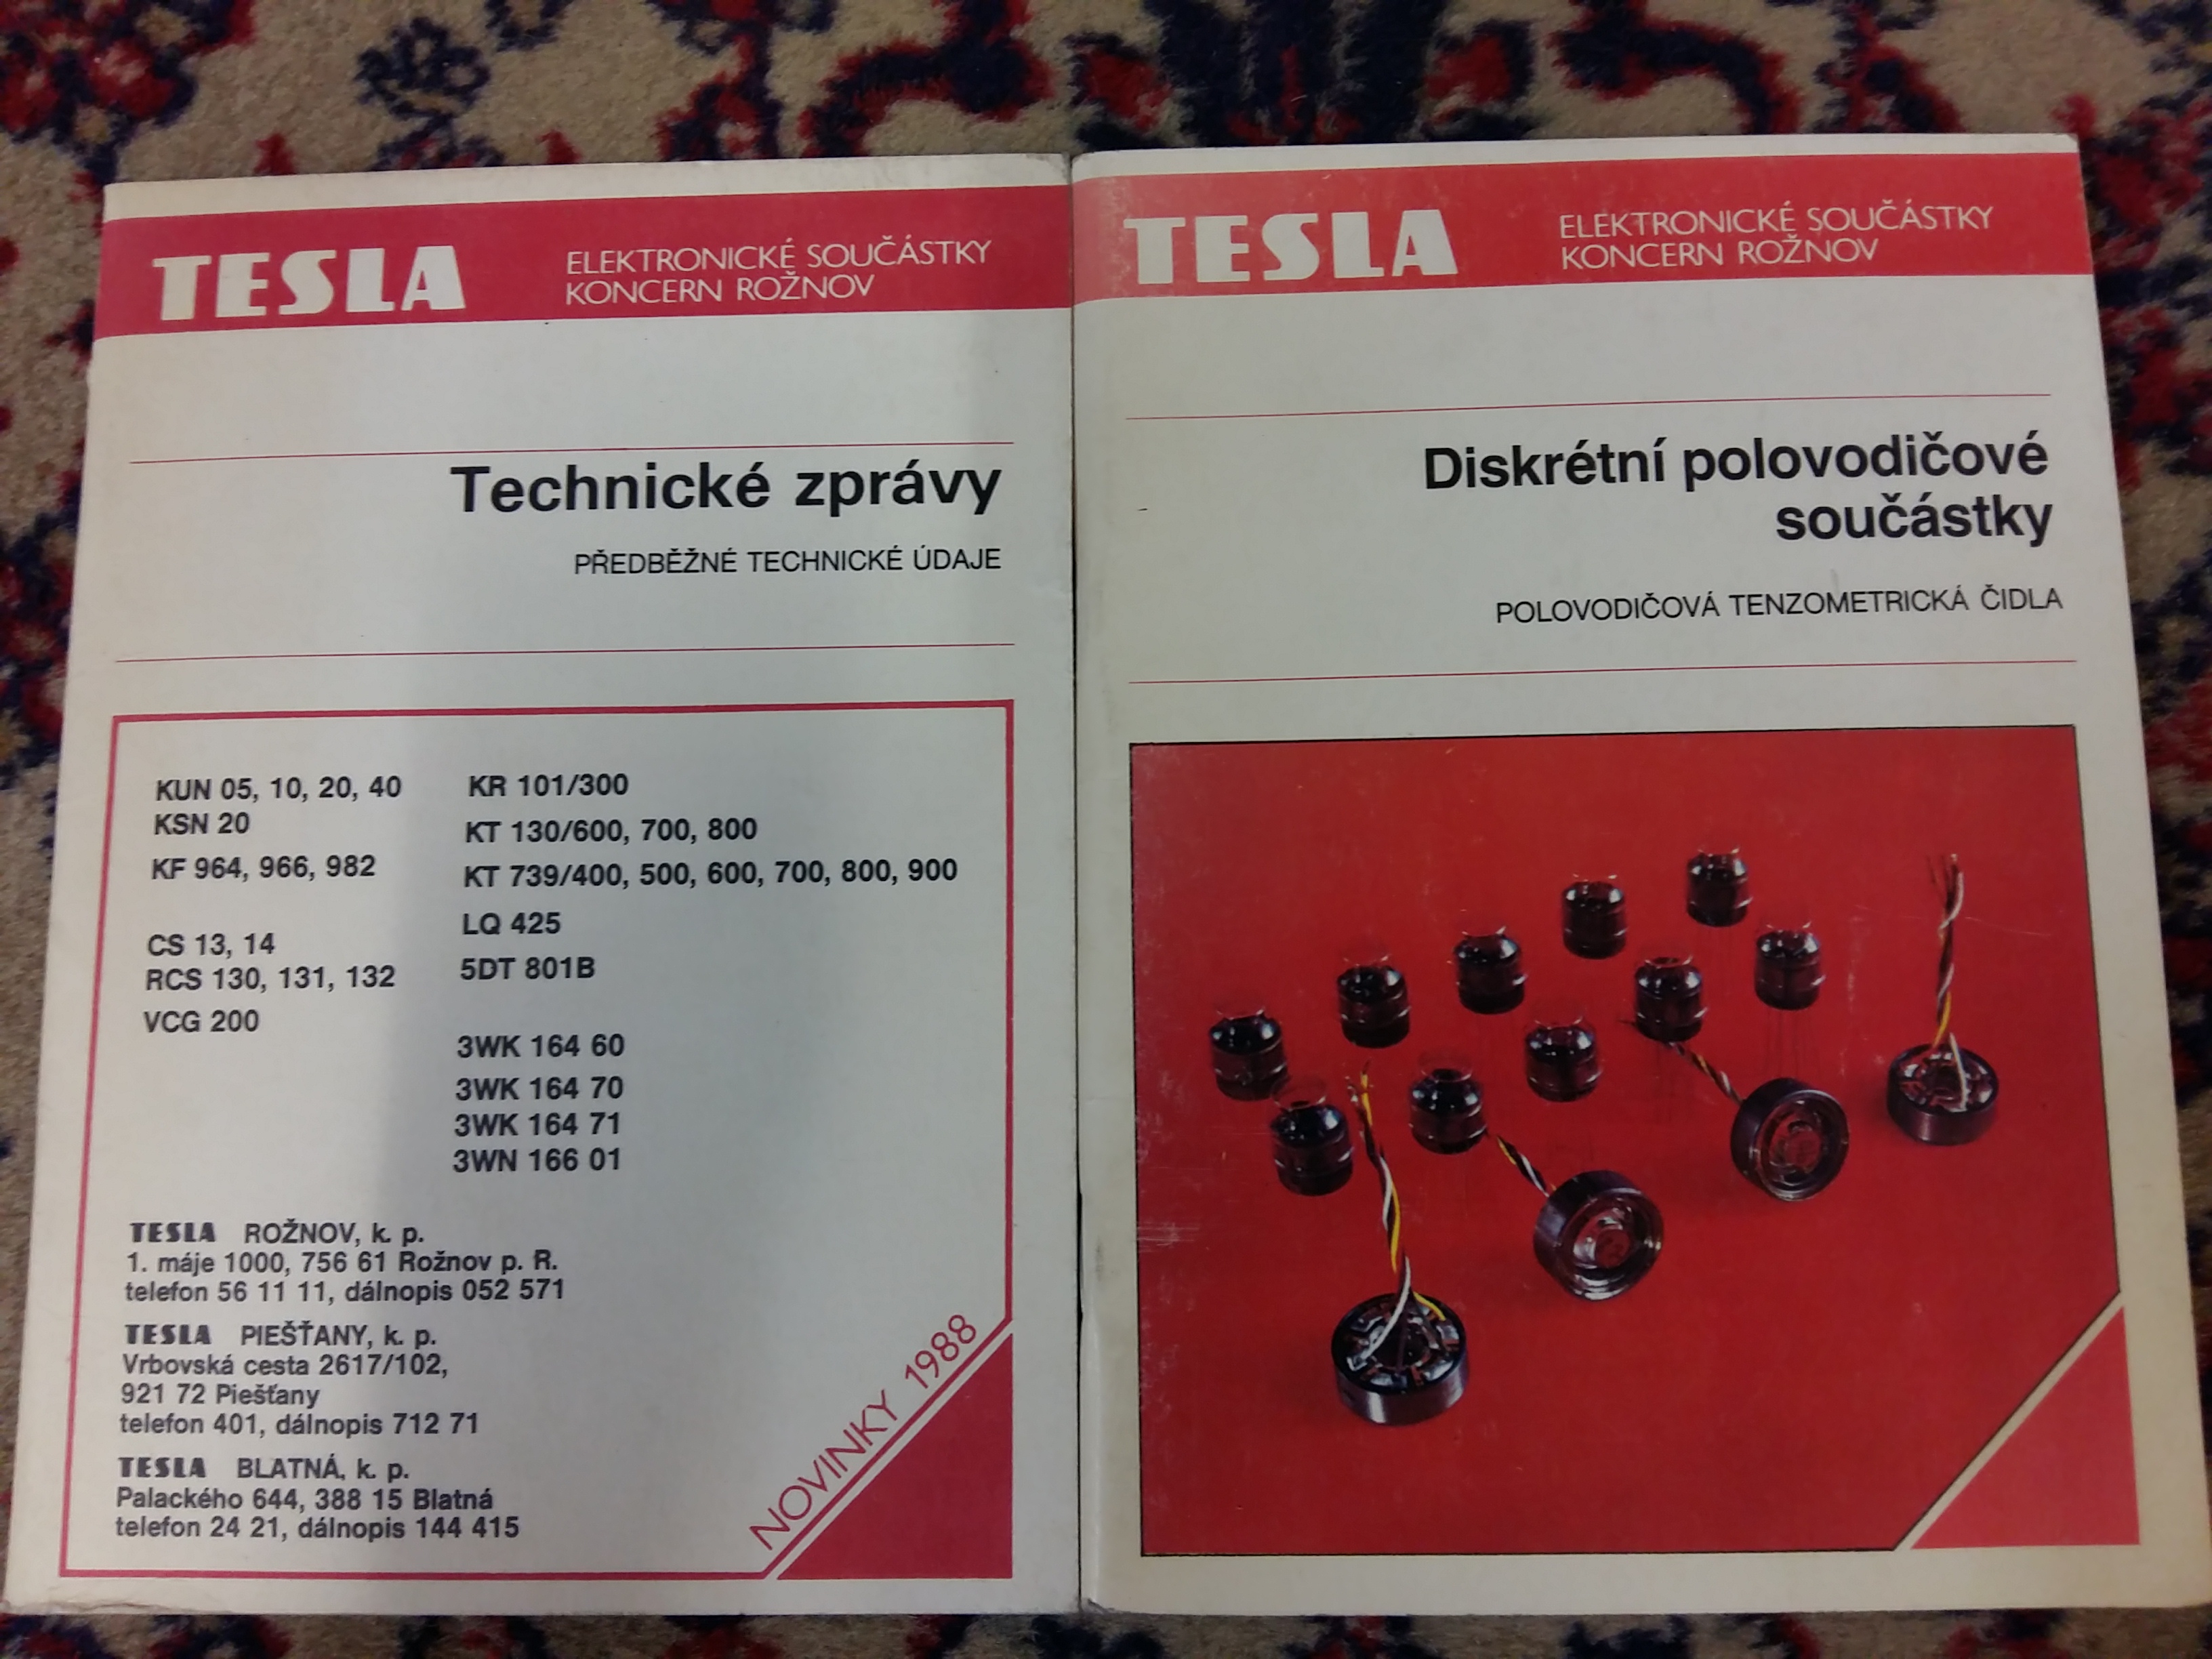 TESLA
ELEKTRONICKÉ SOUČÁSTKY
KONCERN ROŽNOV
Technické zprávy
PŘEDBĚŽNÉ TECHNICKÉ ÚDAJE
KUN 05, 10, 20, 40
KSN 20
KF 964, 966, 982
CS 13, 14
RCS 130, 131, 132
VCG 200
KR 101/300
KT 130/600, 700, 800
KT 739/400, 500, 600, 700, 800, 900
LQ 425
5DT 801B
3WK 164 60
3WK 164 70
3WK 164 71
3WN 166 01
TESLA ROŽNOV, k. p.
1. máje 1000, 756 61 Rožnov p. R.
telefon 56 11 11, dálnopis 052 571
TESLA PIEŠŤANY, k. p.
Vrbovská cesta 2617/102,
921 72 Piešťany
telefon 401, dálnopis 712 71
TESLA BLATNÁ, k. p.
Palackého 644, 388 15 Blatná
telefon 24 21, dálnopis 144 415
NOVINKY 1988
TESLA
ELEKTRONICKÉ SOUČÁSTKY
KONCERN ROŽNOV
Diskrétní polovodičové
součástky
POLOVODIČOVÁ TENZOMETRICKÁ ČIDLA